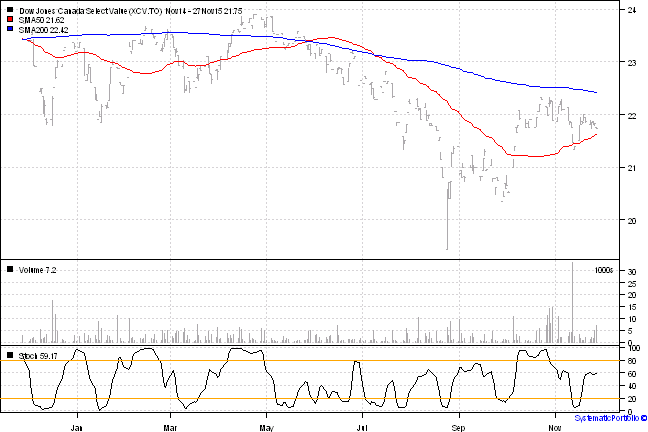 Dow Jones Canada Select Value (XCV.TO) Nov14 - 27Nov15 21.75
SMA50 21.62
SMA200 22.42
24
23
22
21
20
Volume 7.2
1000s
30
25
20
15
10
5
0
Stoch 59.17
100
80
60
40
20
0
Jan Mar May Jul Sep Nov
SystematicPortfolio ©